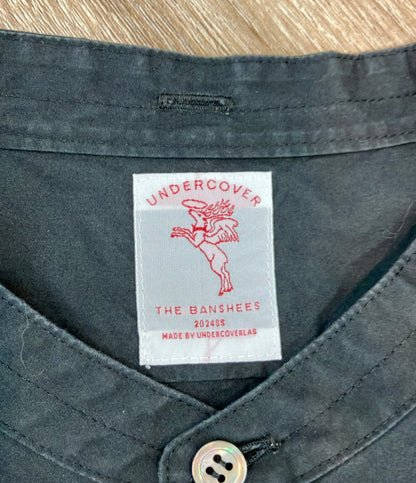 UNDERCOVER
THE BANSHEES
2024SS
MADE BY UNDERCOVERLAB